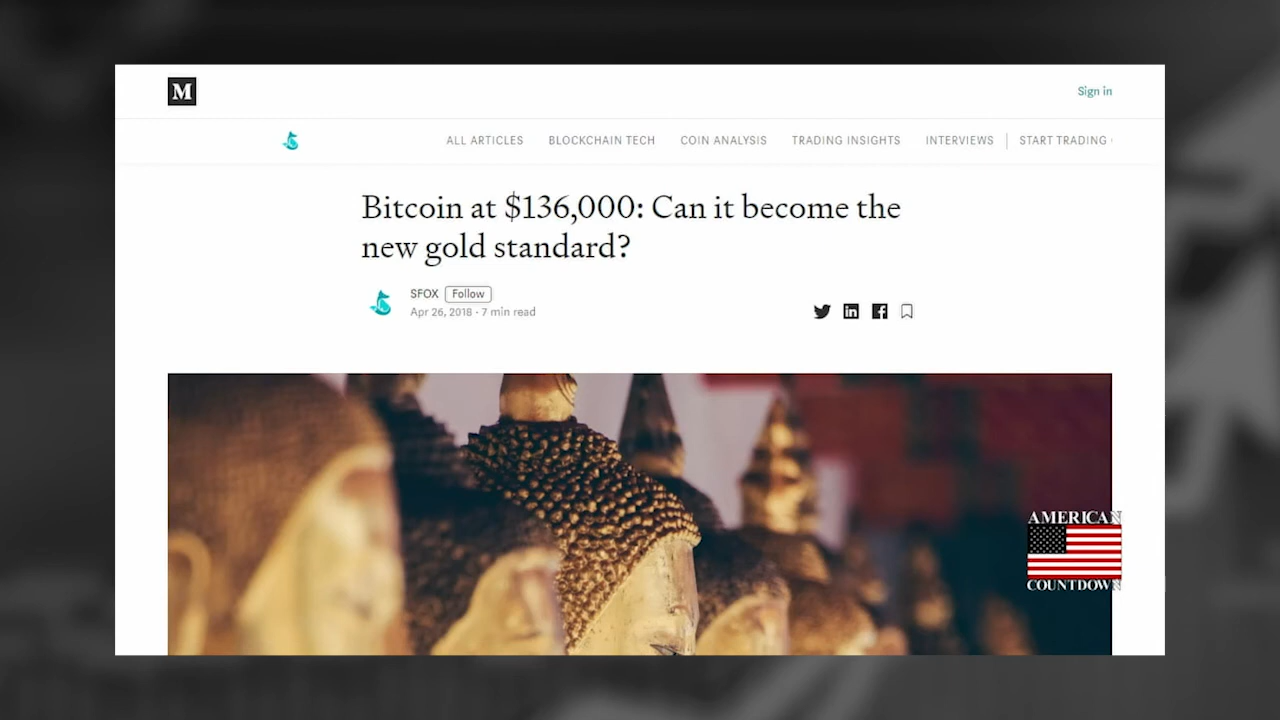 M
Sign in
ALL ARTICLES BLOCKCHAIN TECH COIN ANALYSIS TRADING INSIGHTS INTERVIEWS START TRADING
Bitcoin at $136,000: Can it become the
new gold standard?
SFOX Follow
Apr 26, 2018 · 7 min read
AMERICAN
COUNTDOWN